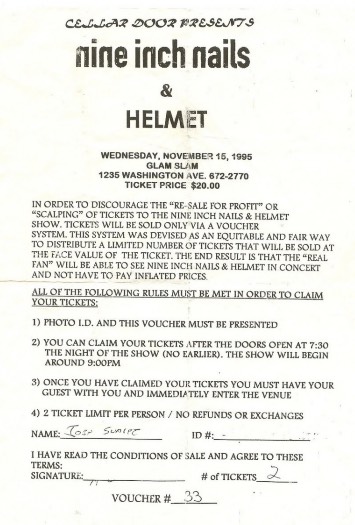 CELLAR DOOR PRESENTS
nine inch nails
&
HELMET
WEDNESDAY, NOVEMBER 15, 1995
GLAM SLAM
1235 WASHINGTON AVE. 672-2770
TICKET PRICE $20.00
IN ORDER TO DISCOURAGE THE "RE-SALE FOR PROFIT" OR
"SCALPING" OF TICKETS TO THE NINE INCH NAILS & HELMET
SHOW. TICKETS WILL BE SOLD ONLY VIA A VOUCHER
SYSTEM. THIS SYSTEM WAS DEVISED AS AN EQUITABLE AND FAIR WAY
TO DISTRIBUTE A LIMITED NUMBER OF TICKETS THAT WILL BE SOLD AT
THE FACE VALUE OF THE TICKET. THE END RESULT IS THAT THE "REAL
FAN" WILL BE ABLE TO SEE NINE INCH NAILS & HELMET IN CONCERT
AND NOT HAVE TO PAY INFLATED PRICES.
ALL OF THE FOLLOWING RULES MUST BE MET IN ORDER TO CLAIM
YOUR TICKETS:
1) PHOTO I.D. AND THIS VOUCHER MUST BE PRESENTED
2) YOU CAN CLAIM YOUR TICKETS AFTER THE DOORS OPEN AT 7:30
THE NIGHT OF THE SHOW (NO EARLIER). THE SHOW WILL BEGIN
AROUND 9:00PM
3) ONCE YOU HAVE CLAIMED YOUR TICKETS YOU MUST HAVE YOUR
GUEST WITH YOU AND IMMEDIATELY ENTER THE VENUE
4) 2 TICKET LIMIT PER PERSON / NO REFUNDS OR EXCHANGES
NAME: ID #:
I HAVE READ THE CONDITIONS OF SALE AND AGREE TO THESE
TERMS:
SIGNATURE: # of TICKETS 2
VOUCHER # 33